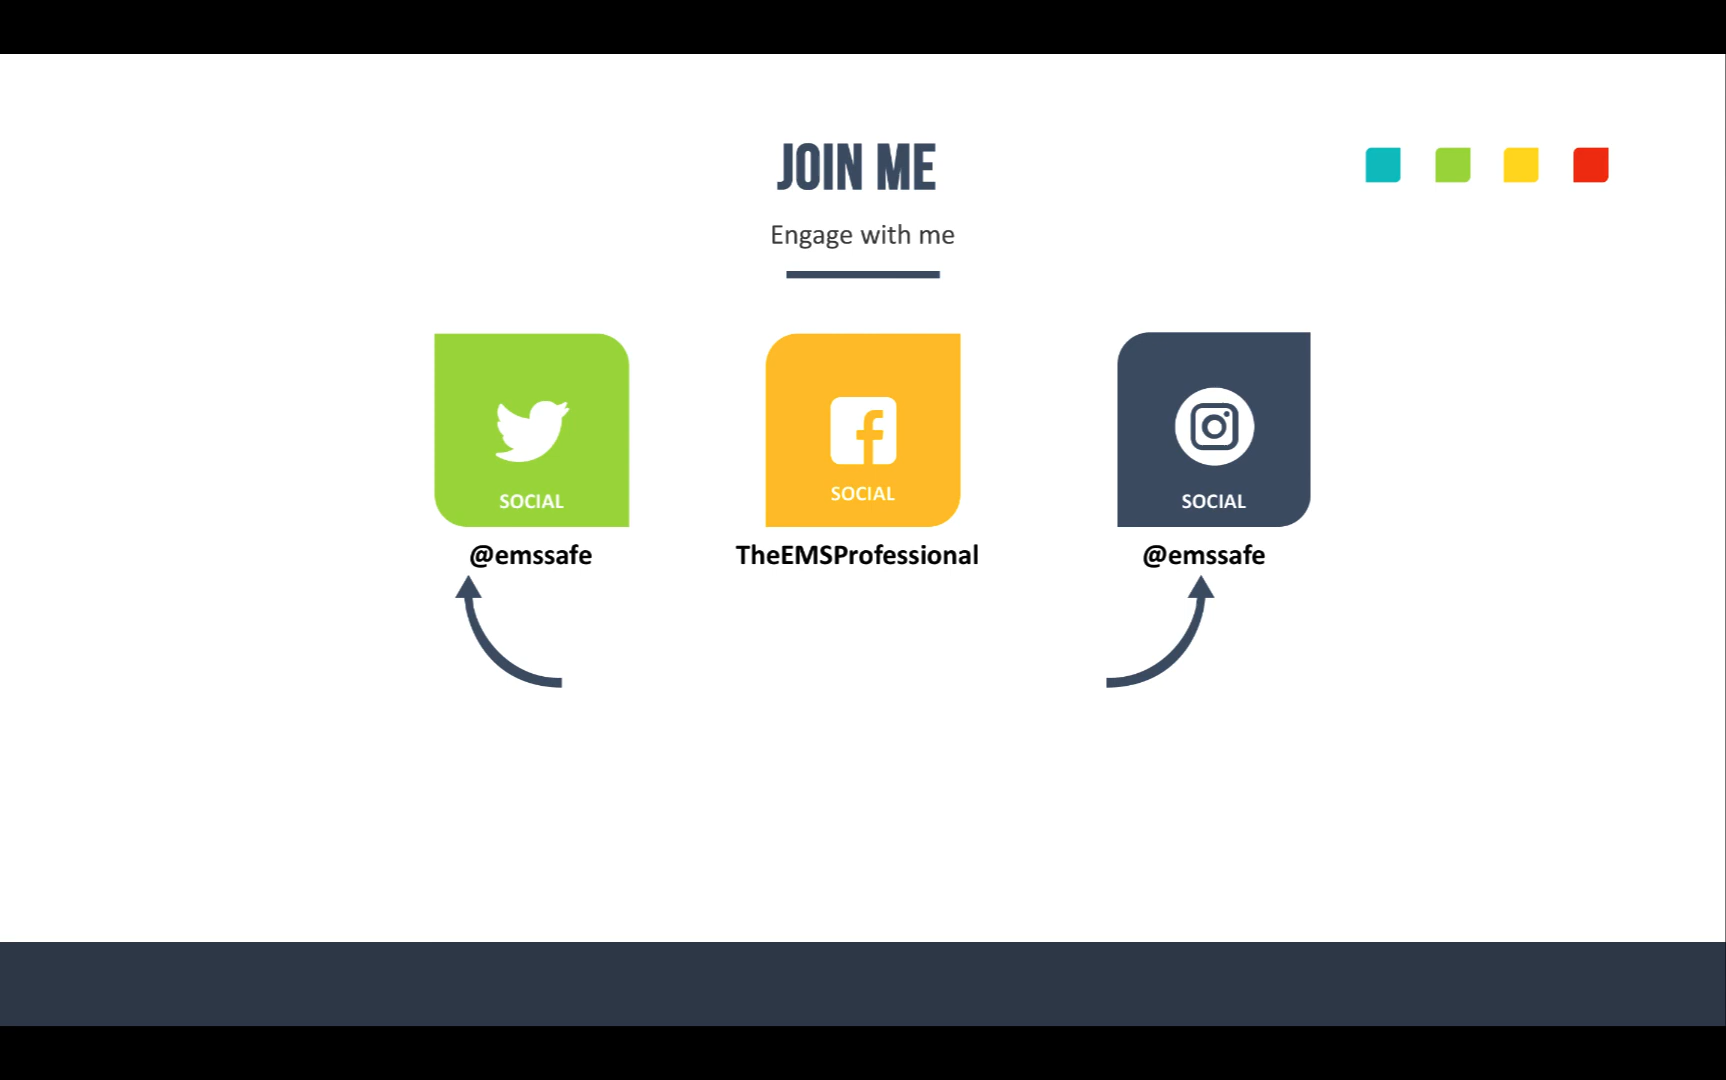 JOIN ME
Engage with me
SOCIAL
SOCIAL
SOCIAL
@emssafe
TheEMSProfessional
@emssafe